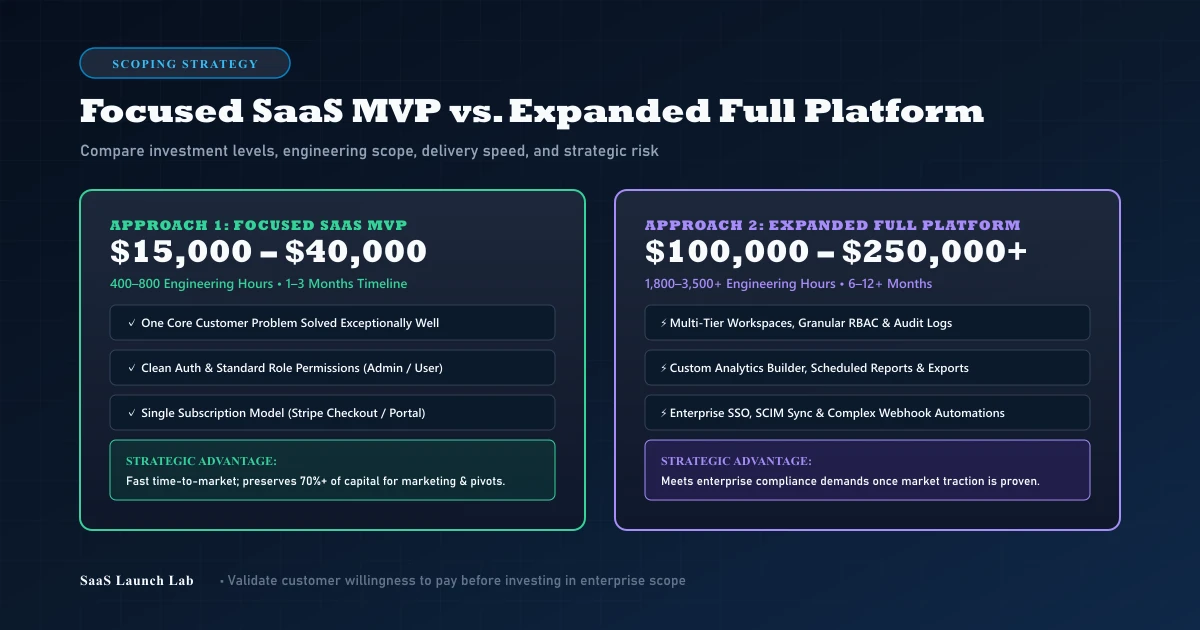 SCOPING STRATEGY
Focused SaaS MVP vs. Expanded Full Platform
Compare investment levels, engineering scope, delivery speed, and strategic risk
APPROACH 1: FOCUSED SAAS MVP
$15,000 – $40,000
400–800 Engineering Hours • 1–3 Months Timeline
✓ One Core Customer Problem Solved Exceptionally Well
✓ Clean Auth & Standard Role Permissions (Admin / User)
✓ Single Subscription Model (Stripe Checkout / Portal)
STRATEGIC ADVANTAGE:
Fast time-to-market; preserves 70%+ of capital for marketing & pivots.
APPROACH 2: EXPANDED FULL PLATFORM
$100,000 – $250,000+
1,800–3,500+ Engineering Hours • 6–12+ Months
⚡ Multi-Tier Workspaces, Granular RBAC & Audit Logs
⚡ Custom Analytics Builder, Scheduled Reports & Exports
⚡ Enterprise SSO, SCIM Sync & Complex Webhook Automations
STRATEGIC ADVANTAGE:
Meets enterprise compliance demands once market traction is proven.
SaaS Launch Lab • Validate customer willingness to pay before investing in enterprise scope